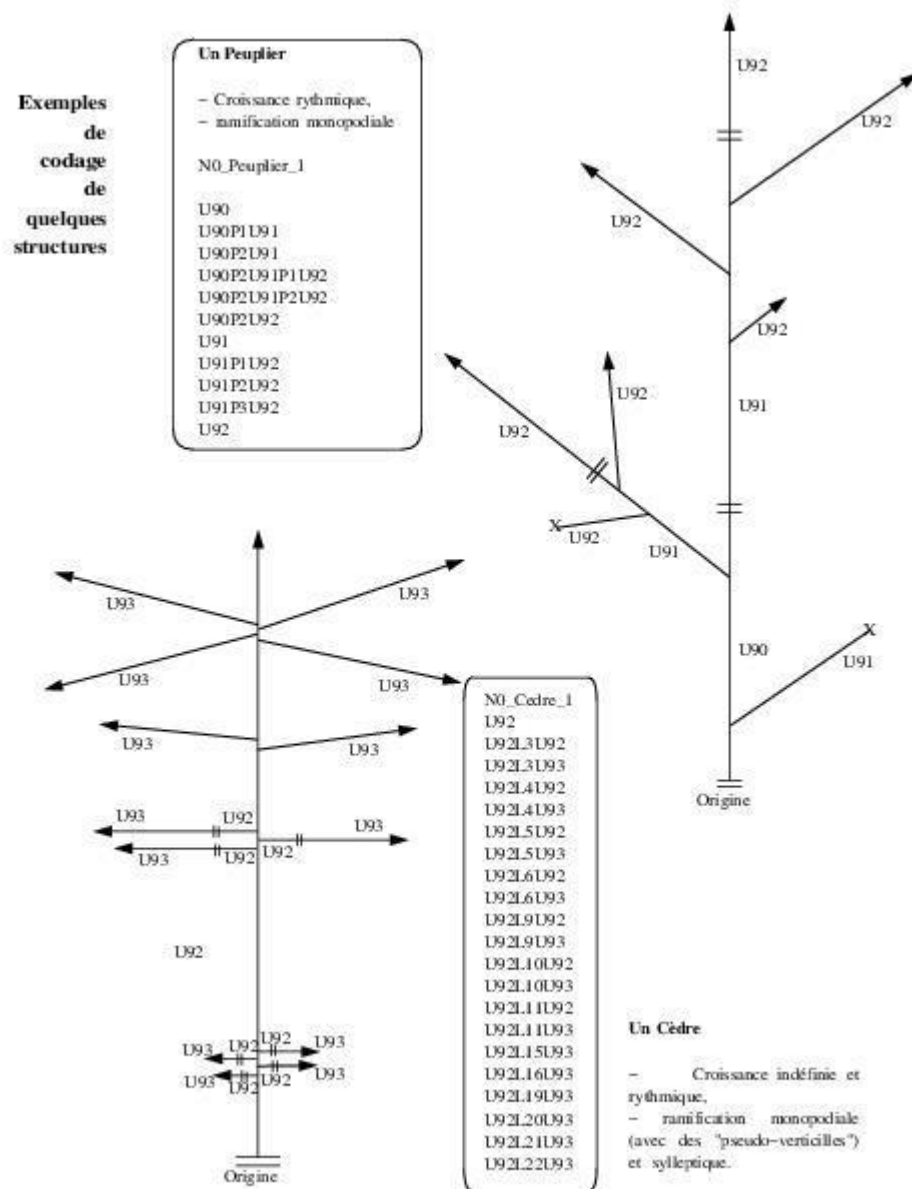 Exemples
de
codage
de
quelques
structures
Un Peuplier
– Croissance rythmique,
– ramification monopodiale
N0_Peuplier_1
U90
U90P1U91
U90P2U91
U90P2U91P1U92
U90P2U91P2U92
U90P2U92
U91
U91P1U92
U91P2U92
U91P3U92
U92
U92
U92
U92
U92
U91
U92
U92
U92
U91
U90
U91
Origine
U93
U93
U93
U93
U93
U93
U93
U92
U93
U93
U92
U92
U92
U92
U93
U93
U92
U93
U92
U92
U93
Origine
N0_Cedre_1
U92
U92L3U92
U92L3U93
U92L4U92
U92L4U93
U92L5U92
U92L5U93
U92L6U92
U92L6U93
U92L9U92
U92L9U93
U92L10U92
U92L10U93
U92L11U92
U92L11U93
U92L15U93
U92L16U93
U92L19U93
U92L20U93
U92L21U93
U92L22U93
Un Cèdre
– Croissance indéfinie et
rythmique,
– ramification monopodiale
(avec des "pseudo–verticilles")
et sylleptique.